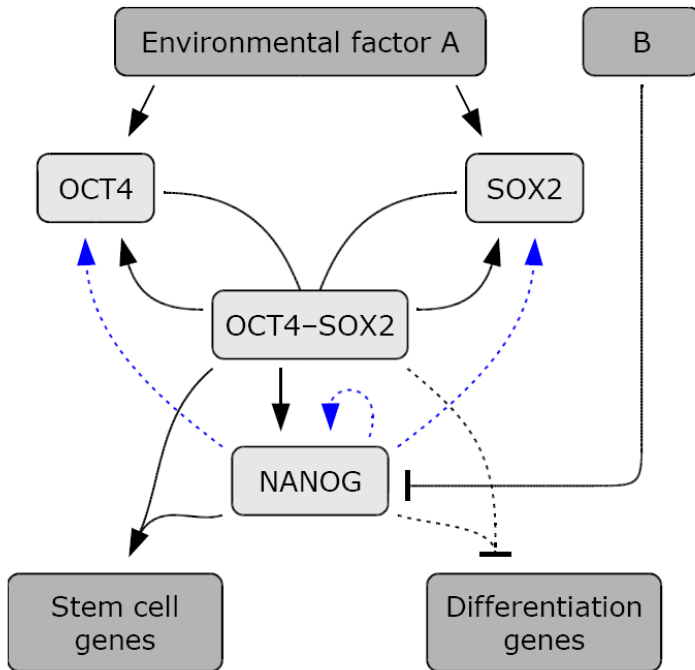 Environmental factor A
B
OCT4
SOX2
OCT4–SOX2
NANOG
Stem cell
genes
Differentiation
genes